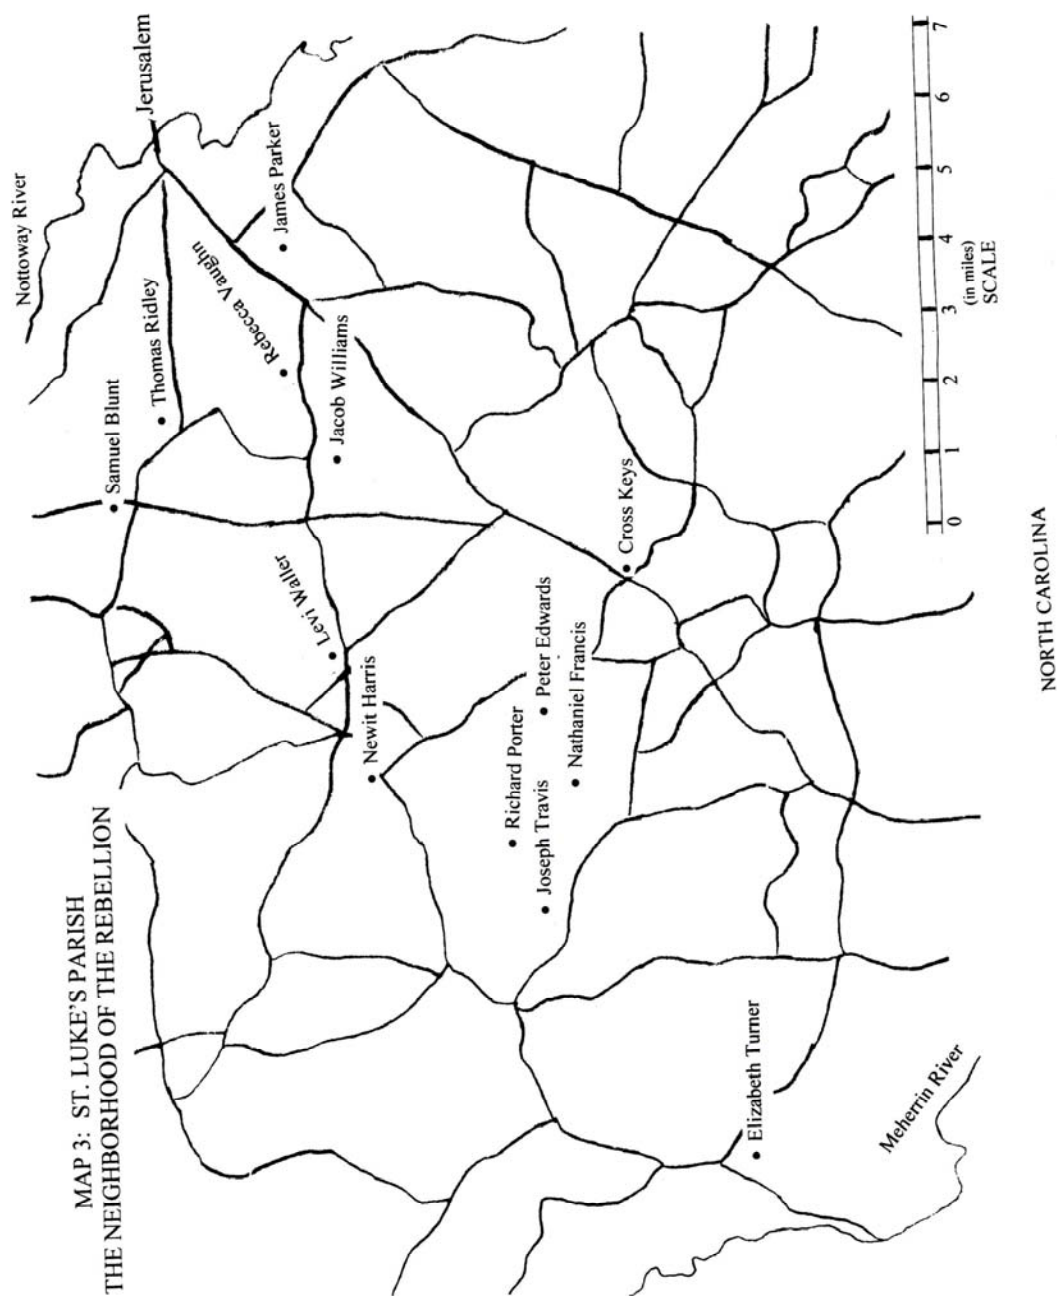 MAP 3: ST. LUKE'S PARISH
THE NEIGHBORHOOD OF THE REBELLION
Nottoway River
Jerusalem
Samuel Blunt
Thomas Ridley
Rebecca Vaughn
James Parker
Levi Waller
Jacob Williams
Newit Harris
Richard Porter
Joseph Travis
Peter Edwards
Nathaniel Francis
Cross Keys
Elizabeth Turner
Meherrin River
0 1 2 3 4 5 6 7
(in miles)
SCALE
NORTH CAROLINA